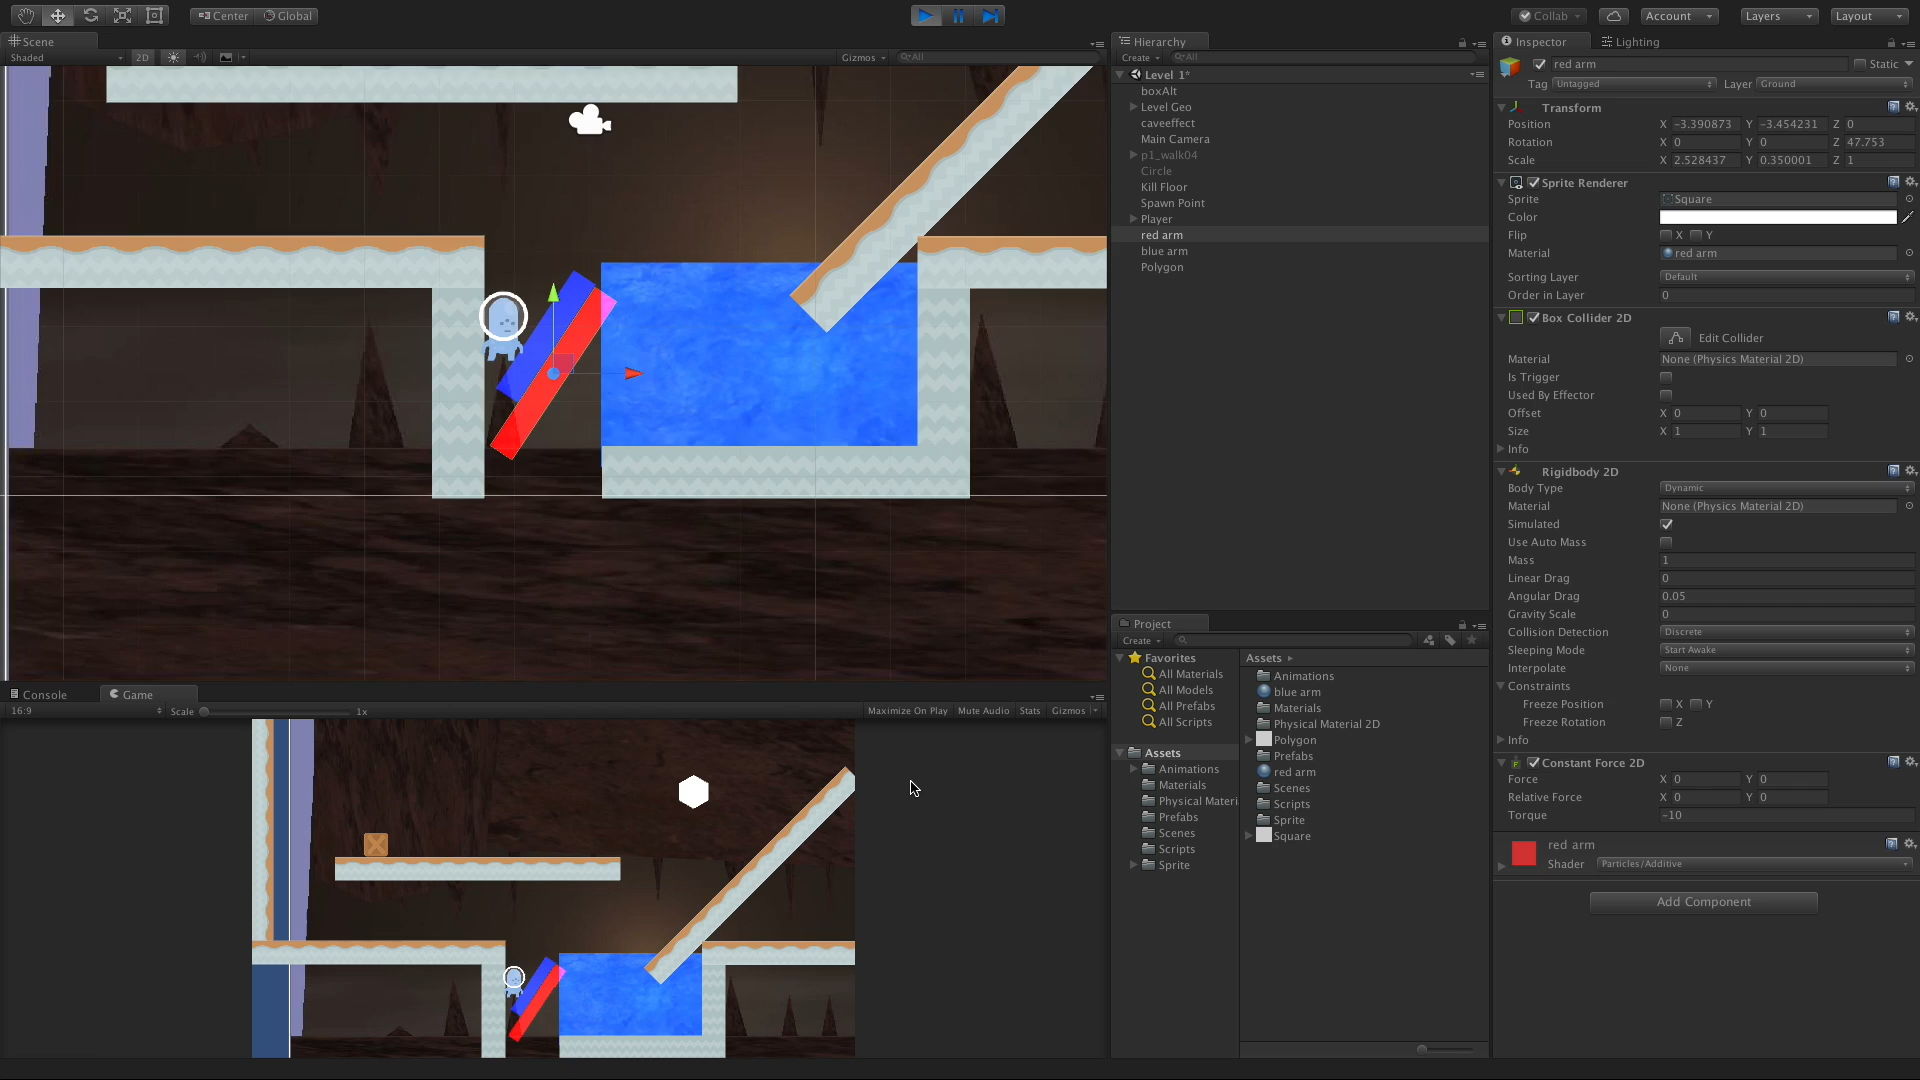 Center Global
Collab Account Layers Layout
Scene
Shaded 2D Gizmos All
Hierarchy
Create All
Level 1*
boxAlt
Level Geo
caveeffect
Main Camera
p1_walk04
Circle
Kill Floor
Spawn Point
Player
red arm
blue arm
Polygon
Inspector Lighting
red arm Static
Tag Untagged Layer Ground
Transform
Position X -3.390873 Y -3.454231 Z 0
Rotation X 0 Y 0 Z 47.753
Scale X 2.528437 Y 0.350001 Z 1
Sprite Renderer
Sprite Square
Color
Flip X Y
Material red arm
Sorting Layer Default
Order in Layer 0
Box Collider 2D
Edit Collider
Material None (Physics Material 2D)
Is Trigger
Used By Effector
Offset X 0 Y 0
Size X 1 Y 1
Info
Rigidbody 2D
Body Type Dynamic
Material None (Physics Material 2D)
Simulated
Use Auto Mass
Mass 1
Linear Drag 0
Angular Drag 0.05
Gravity Scale 0
Collision Detection Discrete
Sleeping Mode Start Awake
Interpolate None
Constraints
Freeze Position X Y
Freeze Rotation Z
Info
Constant Force 2D
Force X 0 Y 0
Relative Force X 0 Y 0
Torque -10
red arm
Shader Particles/Additive
Add Component
Project
Create
Favorites
All Materials
All Models
All Prefabs
All Scripts
Assets
Animations
Materials
Physical Materi
Prefabs
Scenes
Scripts
Sprite
Assets
Animations
blue arm
Materials
Physical Material 2D
Polygon
Prefabs
red arm
Scenes
Scripts
Sprite
Square
Console Game
16:9 Scale 1x Maximize On Play Mute Audio Stats Gizmos